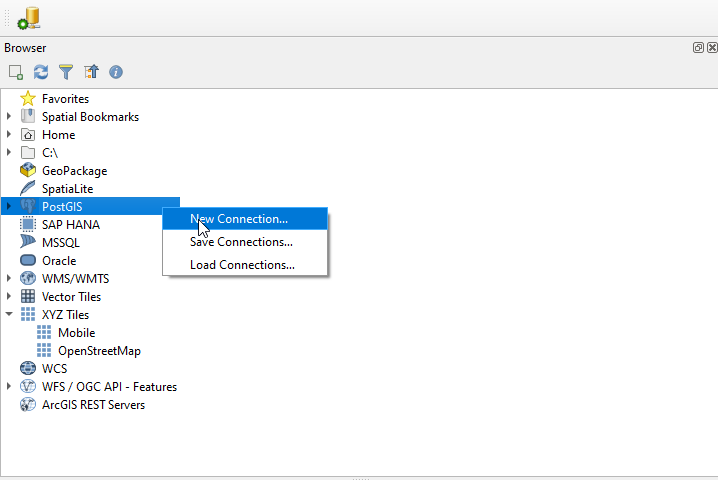 Browser
Favorites
Spatial Bookmarks
Home
C:\
GeoPackage
SpatiaLite
PostGIS
New Connection...
Save Connections...
Load Connections...
SAP HANA
MSSQL
Oracle
WMS/WMTS
Vector Tiles
XYZ Tiles
Mobile
OpenStreetMap
WCS
WFS / OGC API - Features
ArcGIS REST Servers